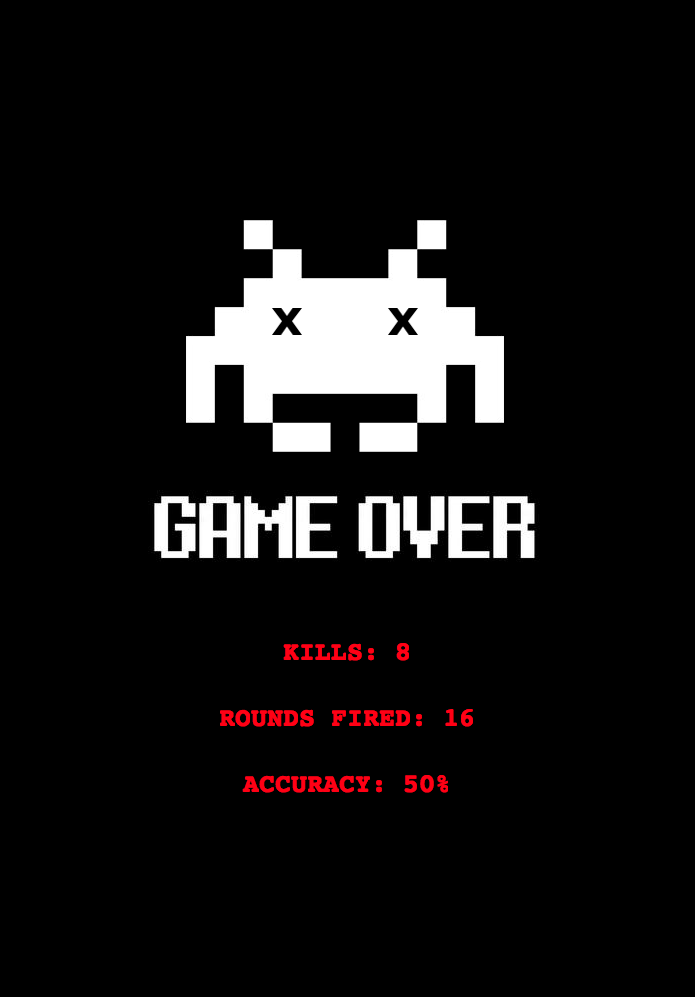 x x
GAME OVER
KILLS: 8
ROUNDS FIRED: 16
ACCURACY: 50%